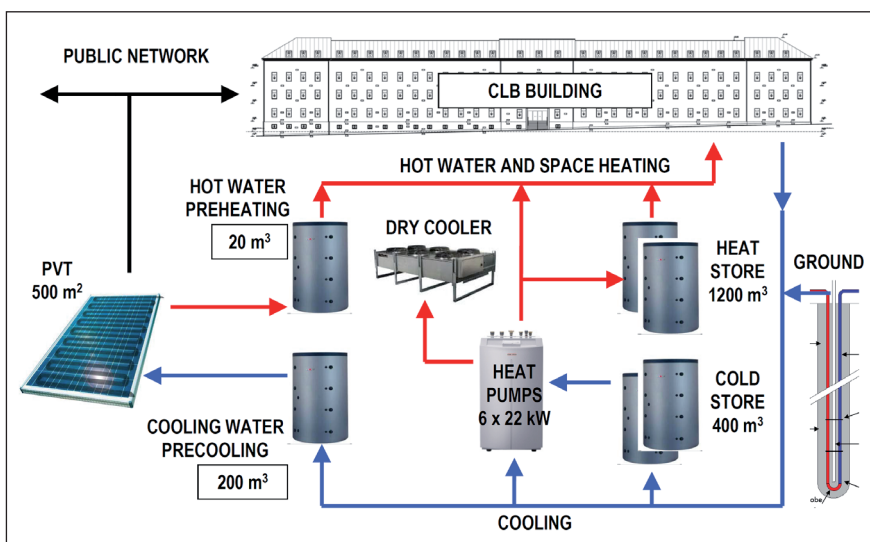 PUBLIC NETWORK
CLB BUILDING
HOT WATER AND SPACE HEATING
HOT WATER
PREHEATING
20 m³
DRY COOLER
PVT
500 m²
HEAT
STORE
1200 m³
GROUND
HEAT
PUMPS
6 x 22 kW
COLD
STORE
400 m³
COOLING WATER
PRECOOLING
200 m³
COOLING
obe